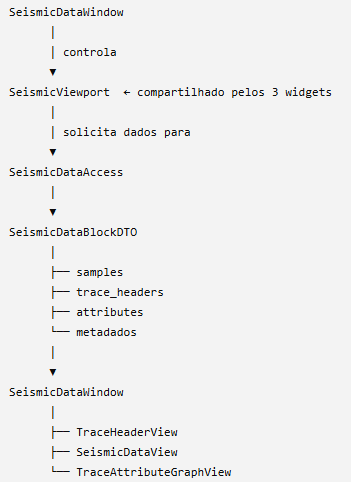 SeismicDataWindow
│
│ controla
▼
SeismicViewport ← compartilhado pelos 3 widgets
│
│ solicita dados para
▼
SeismicDataAccess
│
▼
SeismicDataBlockDTO
│
├── samples
├── trace_headers
├── attributes
└── metadados
│
▼
SeismicDataWindow
│
├── TraceHeaderView
├── SeismicDataView
└── TraceAttributeGraphView